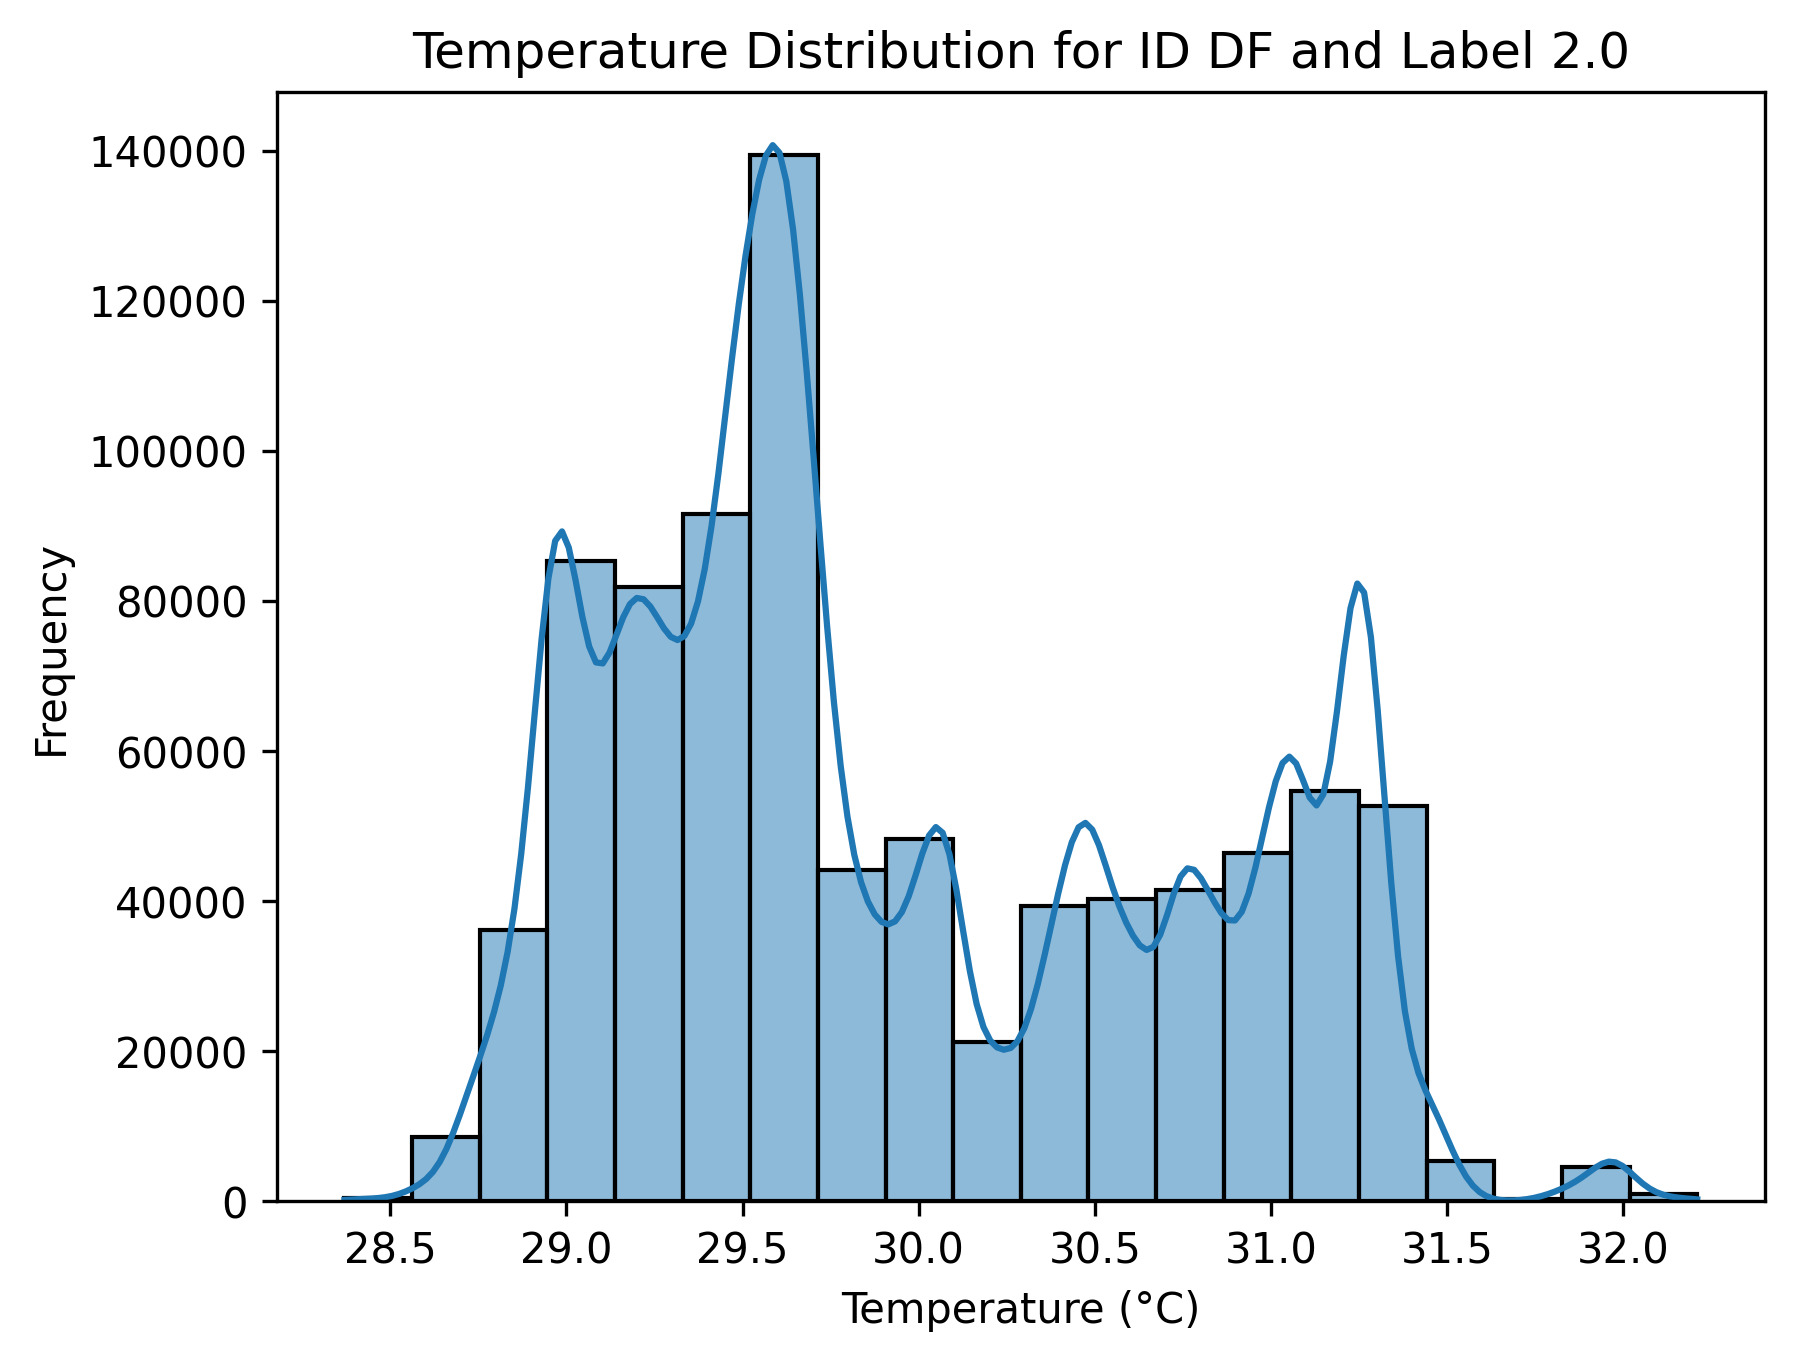 Temperature Distribution for ID DF and Label 2.0
140000
120000
100000
80000
60000
40000
20000
0
Frequency
28.5 29.0 29.5 30.0 30.5 31.0 31.5 32.0
Temperature (°C)